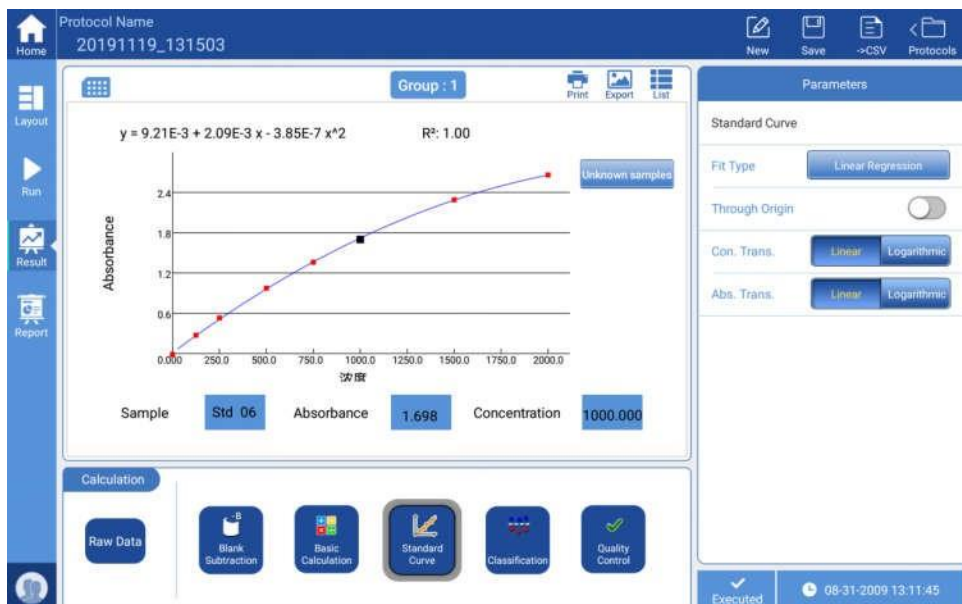 Protocol Name
20191119_131503
Home
New
Save
->CSV
Protocols
Layout
Run
Result
Report
Group : 1
Print
Export
List
y = 9.21E-3 + 2.09E-3 x - 3.85E-7 x^2
R²: 1.00
Unknown samples
Absorbance
2.4
1.8
1.2
0.6
0.000
250.0
500.0
750.0
1000.0
1250.0
1500.0
1750.0
2000.0
浓度
Sample
Std 06
Absorbance
1.698
Concentration
1000.000
Calculation
Raw Data
-B
Blank
Subtraction
Basic
Calculation
Standard
Curve
Classification
Quality
Control
Parameters
Standard Curve
Fit Type
Linear Regression
Through Origin
Con. Trans.
Linear
Logarithmic
Abs. Trans.
Linear
Logarithmic
Executed
08-31-2009 13:11:45